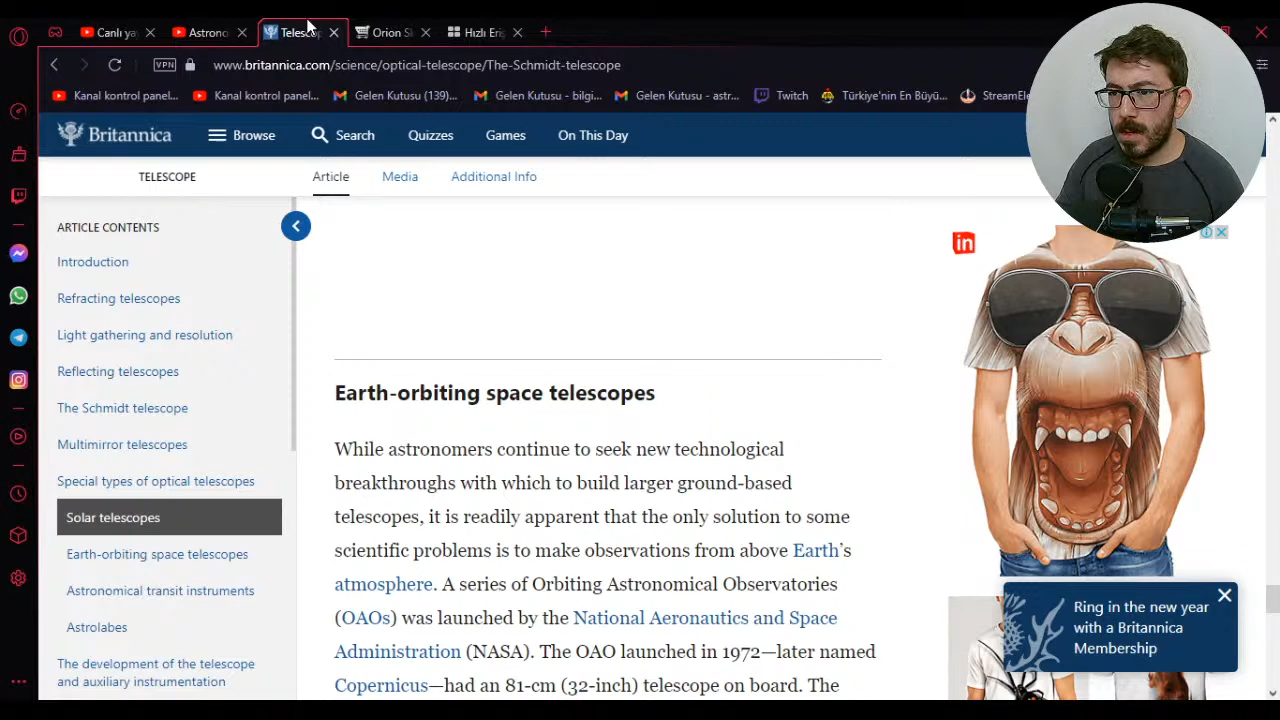 Canlı ya
Astrono
Teles
Orion S
Hızlı Eri
VPN
www.britannica.com/science/optical-telescope/The-Schmidt-telescope
Kanal kontrol panel...
Kanal kontrol panel...
Gelen Kutusu (139)...
Gelen Kutusu - bilgi...
Gelen Kutusu - astr...
Twitch
Türkiye'nin En Büyü...
StreamEle
Britannica
Browse
Search
Quizzes
Games
On This Day
TELESCOPE
Article
Media
Additional Info
ARTICLE CONTENTS
Introduction
Refracting telescopes
Light gathering and resolution
Reflecting telescopes
The Schmidt telescope
Multimirror telescopes
Special types of optical telescopes
Solar telescopes
Earth-orbiting space telescopes
Astronomical transit instruments
Astrolabes
The development of the telescope
and auxiliary instrumentation
Earth-orbiting space telescopes
While astronomers continue to seek new technological
breakthroughs with which to build larger ground-based
telescopes, it is readily apparent that the only solution to some
scientific problems is to make observations from above Earth's
atmosphere. A series of Orbiting Astronomical Observatories
(OAOs) was launched by the National Aeronautics and Space
Administration (NASA). The OAO launched in 1972—later named
Copernicus—had an 81-cm (32-inch) telescope on board. The
in
Ring in the new year
with a Britannica
Membership